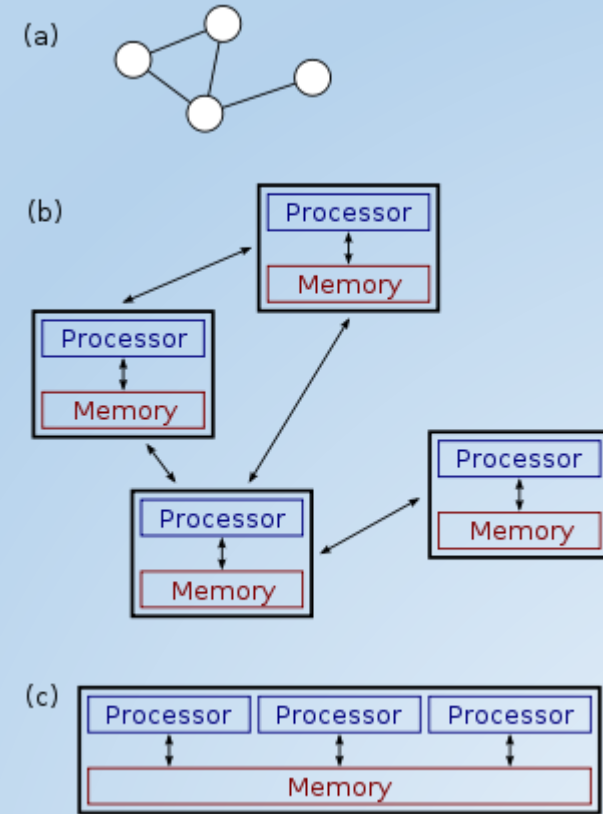 (a)
(b)
Processor
Memory
Processor
Memory
Processor
Memory
Processor
Memory
(c)
Processor Processor Processor
Memory